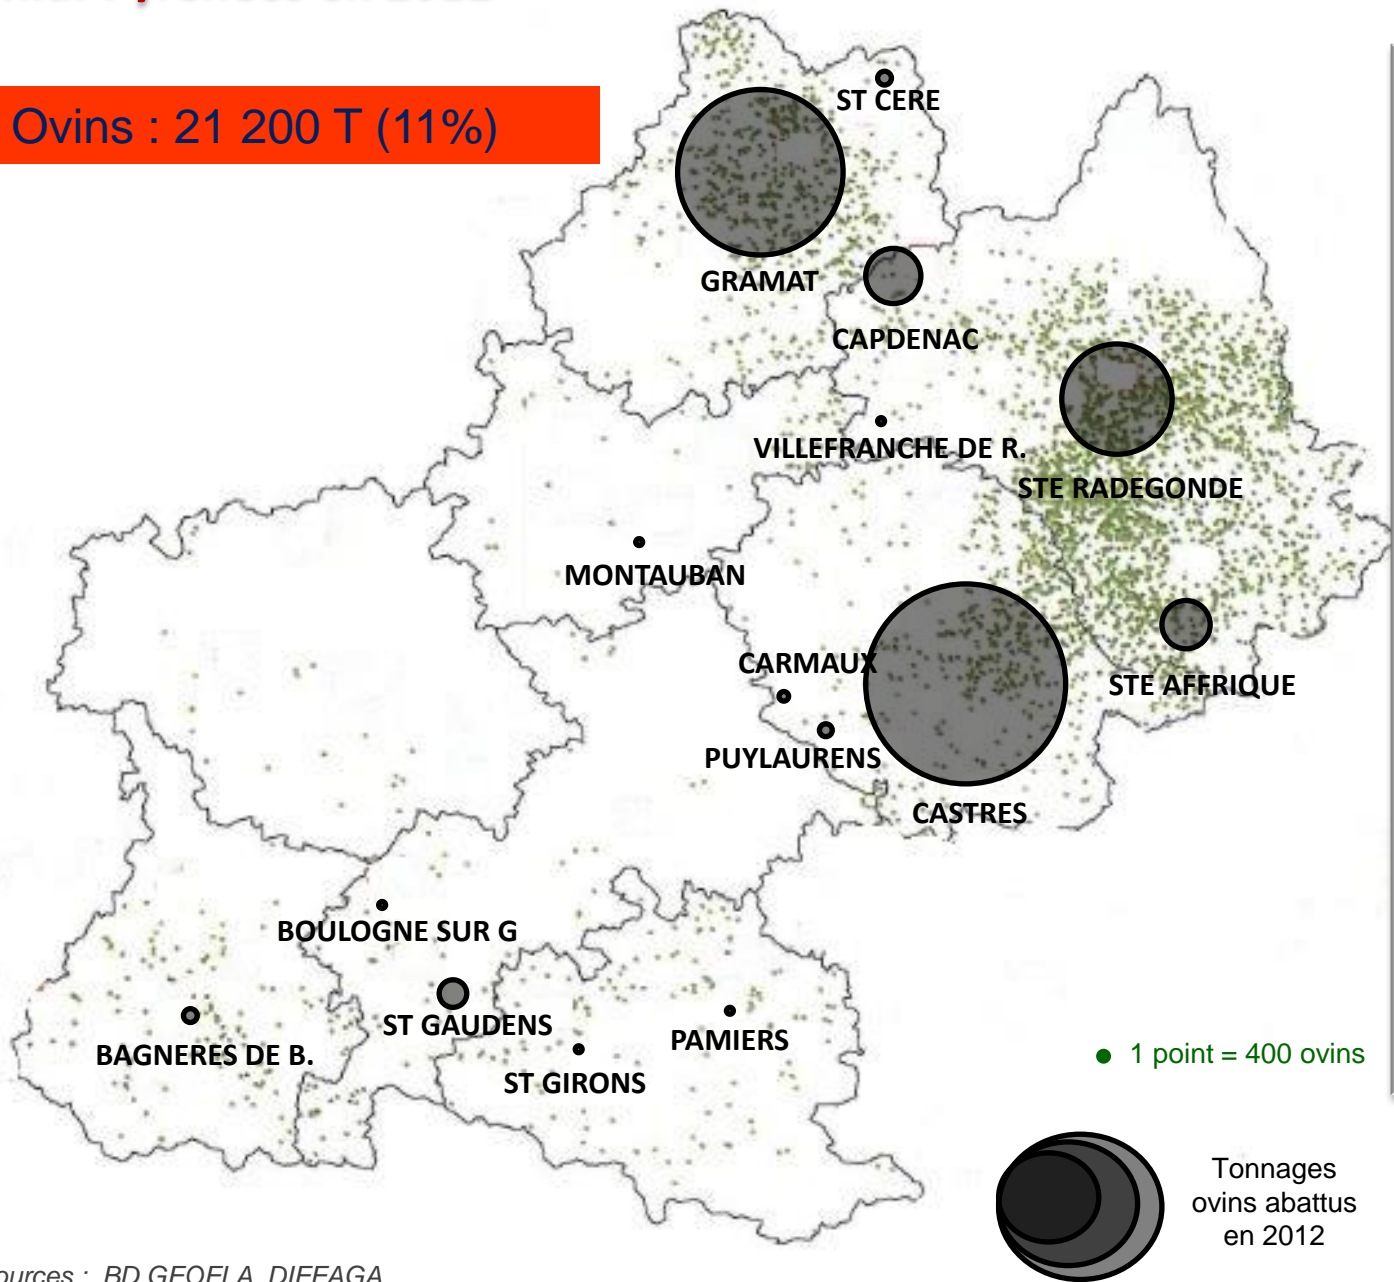 Ovins : 21 200 T (11%)
ST CERE
GRAMAT
CAPDENAC
VILLEFRANCHE DE R.
STE RADEGONDE
MONTAUBAN
CARMAUX
STE AFFRIQUE
PUYLAURENS
CASTRES
BOULOGNE SUR G
ST GAUDENS
PAMIERS
BAGNERES DE B.
ST GIRONS
1 point = 400 ovins
Tonnages
ovins abattus
en 2012
BD GEOFLA, DIFFAGA